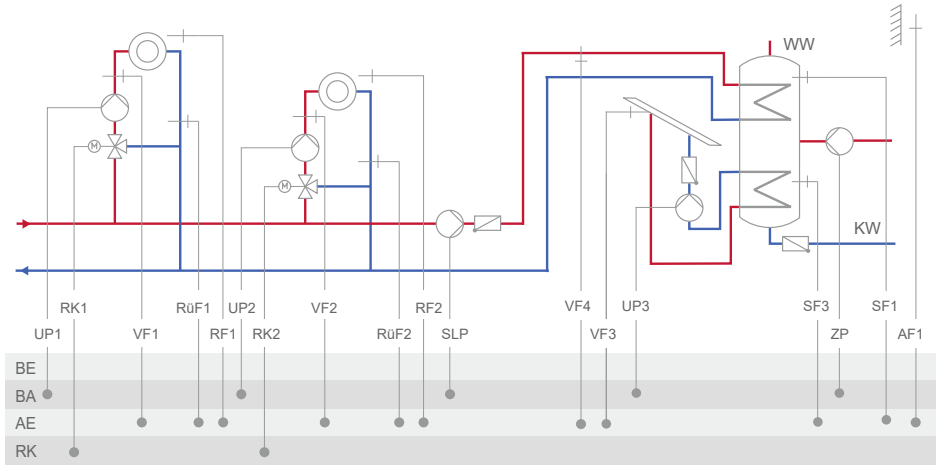 WW
M
M
KW
RK1 RüF1 UP2 VF2 RF2 VF4 UP3 SF3 SF1
UP1 VF1 RF1 RK2 RüF2 SLP VF3 ZP AF1
BE
BA
AE
RK